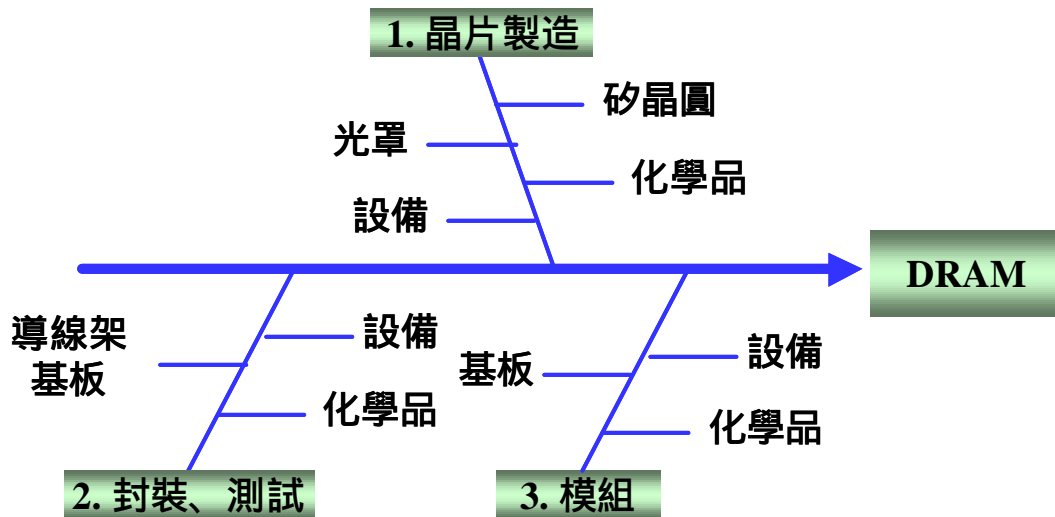 1. 晶片製造
矽晶圓
光罩
化學品
設備
DRAM
導線架
基板
設備
化學品
2. 封裝、測試
基板
設備
化學品
3. 模組